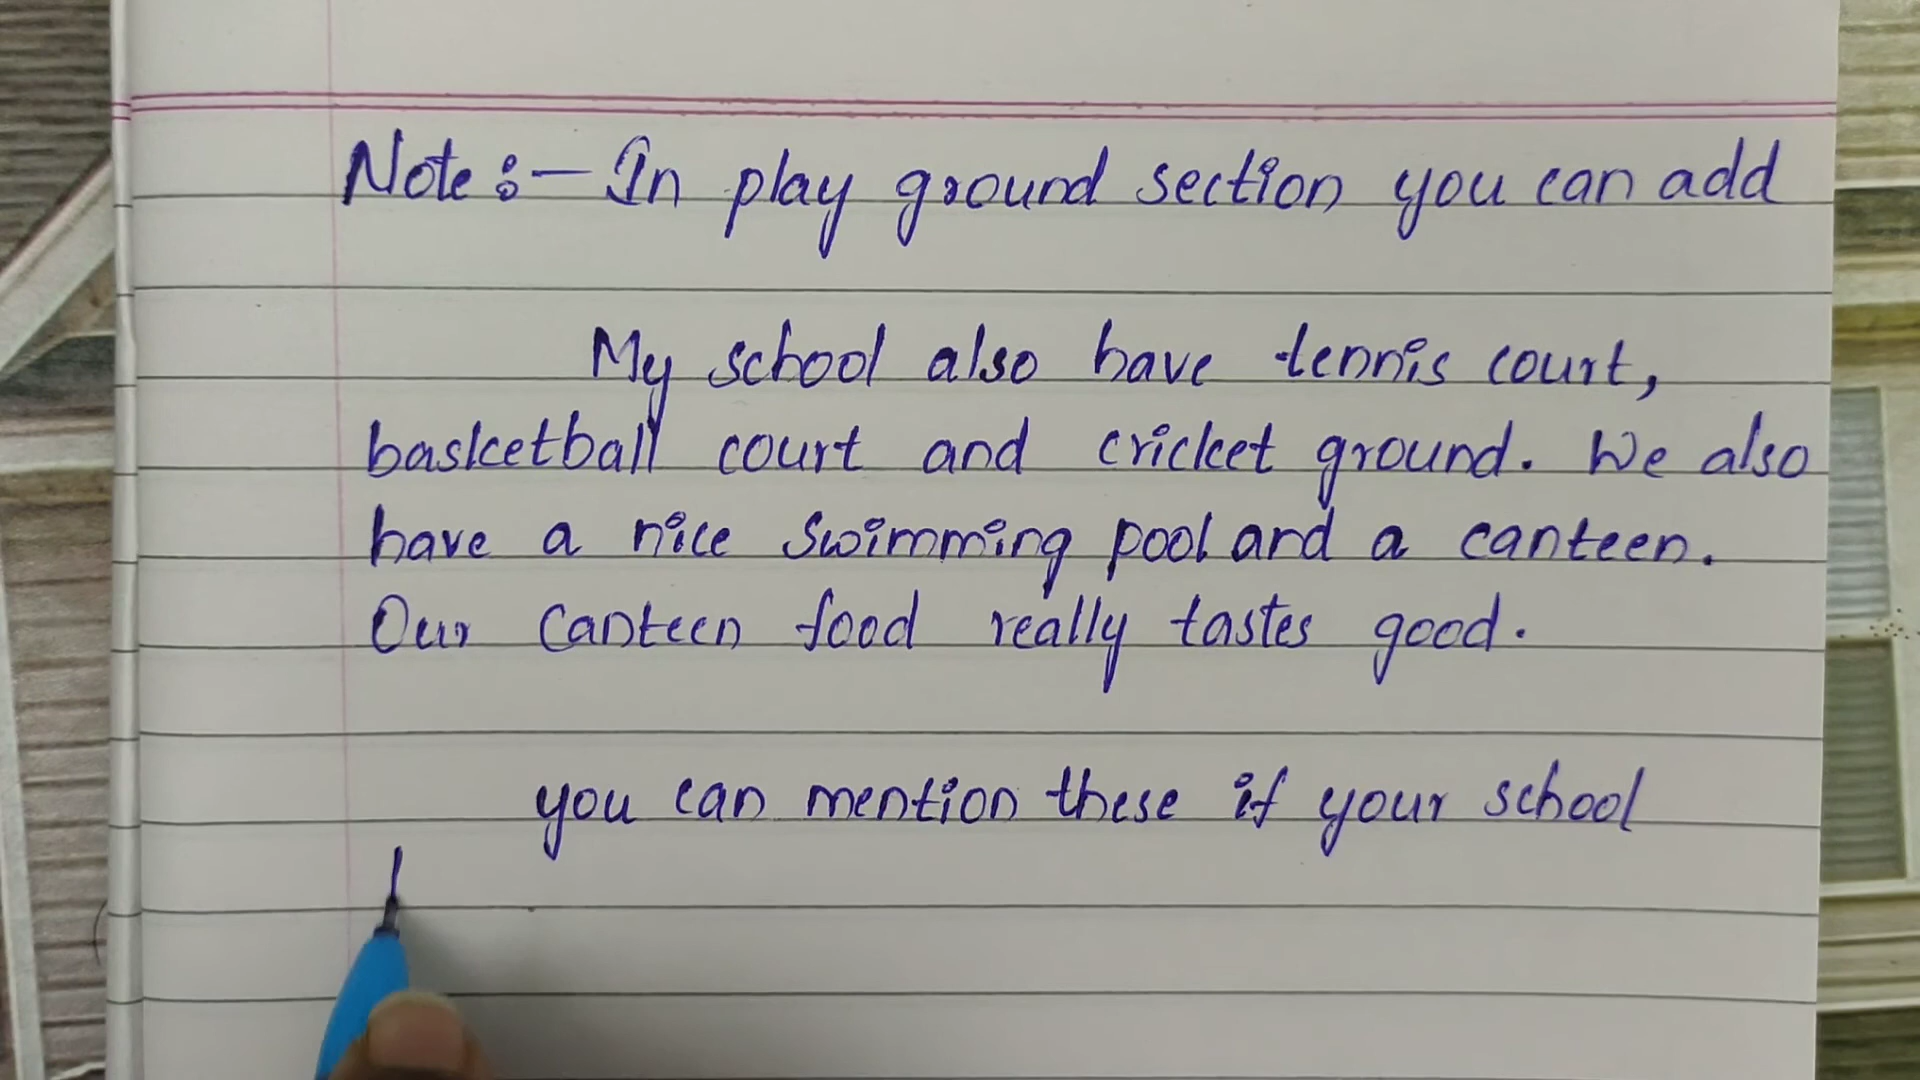 Note:- In play ground section you can add
My school also have tennis court,
basketball court and cricket ground. We also
have a nice swimming pool and a canteen.
Our canteen food really tastes good.
you can mention these if your school